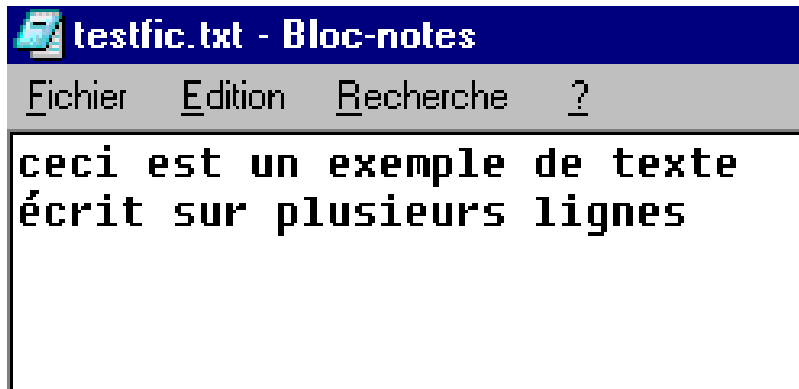 testfic.txt - Bloc-notes
Fichier Edition Recherche ?
ceci est un exemple de texte
écrit sur plusieurs lignes